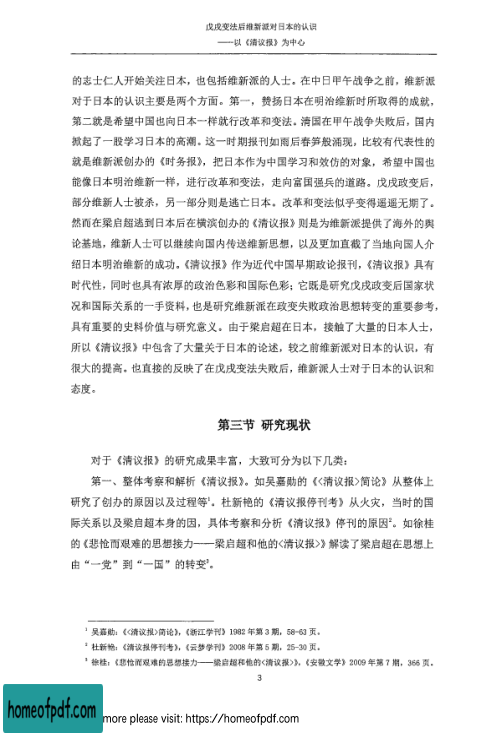 戊戌变法后维新派对日本的认识
——以《清议报》为中心
的志士仁人开始关注日本，也包括维新派的人士。在中日甲午战争之前，维新派
对于日本的认识主要是两个方面。第一，赞扬日本在明治维新时所取得的成就，
第二就是希望中国也向日本一样就行改革和变法。清国在甲午战争失败后，国内
掀起了一股学习日本的高潮。这一时期报刊如雨后春笋般涌现，比较有代表性的
就是维新派创办的《时务报》，把日本作为中国学习和效仿的对象，希望中国也
能像日本明治维新一样，进行改革和变法，走向富国强兵的道路。戊戌政变后，
部分维新人士被杀，另一部分则是逃亡日本。改革和变法似乎变得遥遥无期了。
然而在梁启超逃到日本后在横滨创办的《清议报》则是为维新派提供了海外的舆
论基地，维新人士可以继续向国内传送维新思想，以及更加直截了当地向国人介
绍日本明治维新的成功。《清议报》作为近代中国早期政论报刊，《清议报》具有
时代性，同时也具有浓厚的政治色彩和国际色彩；它既是研究戊戌政变后国家状
况和国际关系的一手资料，也是研究维新派在政变失败政治思想转变的重要参考，
具有重要的史料价值与研究意义。由于梁启超在日本，接触了大量的日本人士，
所以《清议报》中包含了大量关于日本的论述，较之前维新派对日本的认识，有
很大的提高。也直接的反映了在戊戌变法失败后，维新派人士对于日本的认识和
态度。
第三节 研究现状
对于《清议报》的研究成果丰富，大致可分为以下几类：
第一、整体考察和解析《清议报》。如吴嘉勋的《〈清议报〉简论》从整体上
研究了创办的原因以及过程等¹。杜新艳的《清议报停刊考》从火灾，当时的国
际关系以及梁启超本身的因，具体考察和分析《清议报》停刊的原因²。如徐桂
的《悲怆而艰难的思想接力——梁启超和他的〈清议报〉》解读了梁启超在思想上
由“一党”到“一国”的转变³。
¹ 吴嘉勋：《〈清议报〉简论》，《浙江学刊》1982 年第 3 期，58-63 页。
² 杜新艳：《清议报停刊考》，《云梦学刊》2008 年第 5 期，25-30 页。
³ 徐桂：《悲怆而艰难的思想接力——梁启超和他的〈清议报〉》，《安徽文学》2009 年第 7 期，366 页。
3
homeofpdf.com
more please visit: https://homeofpdf.com